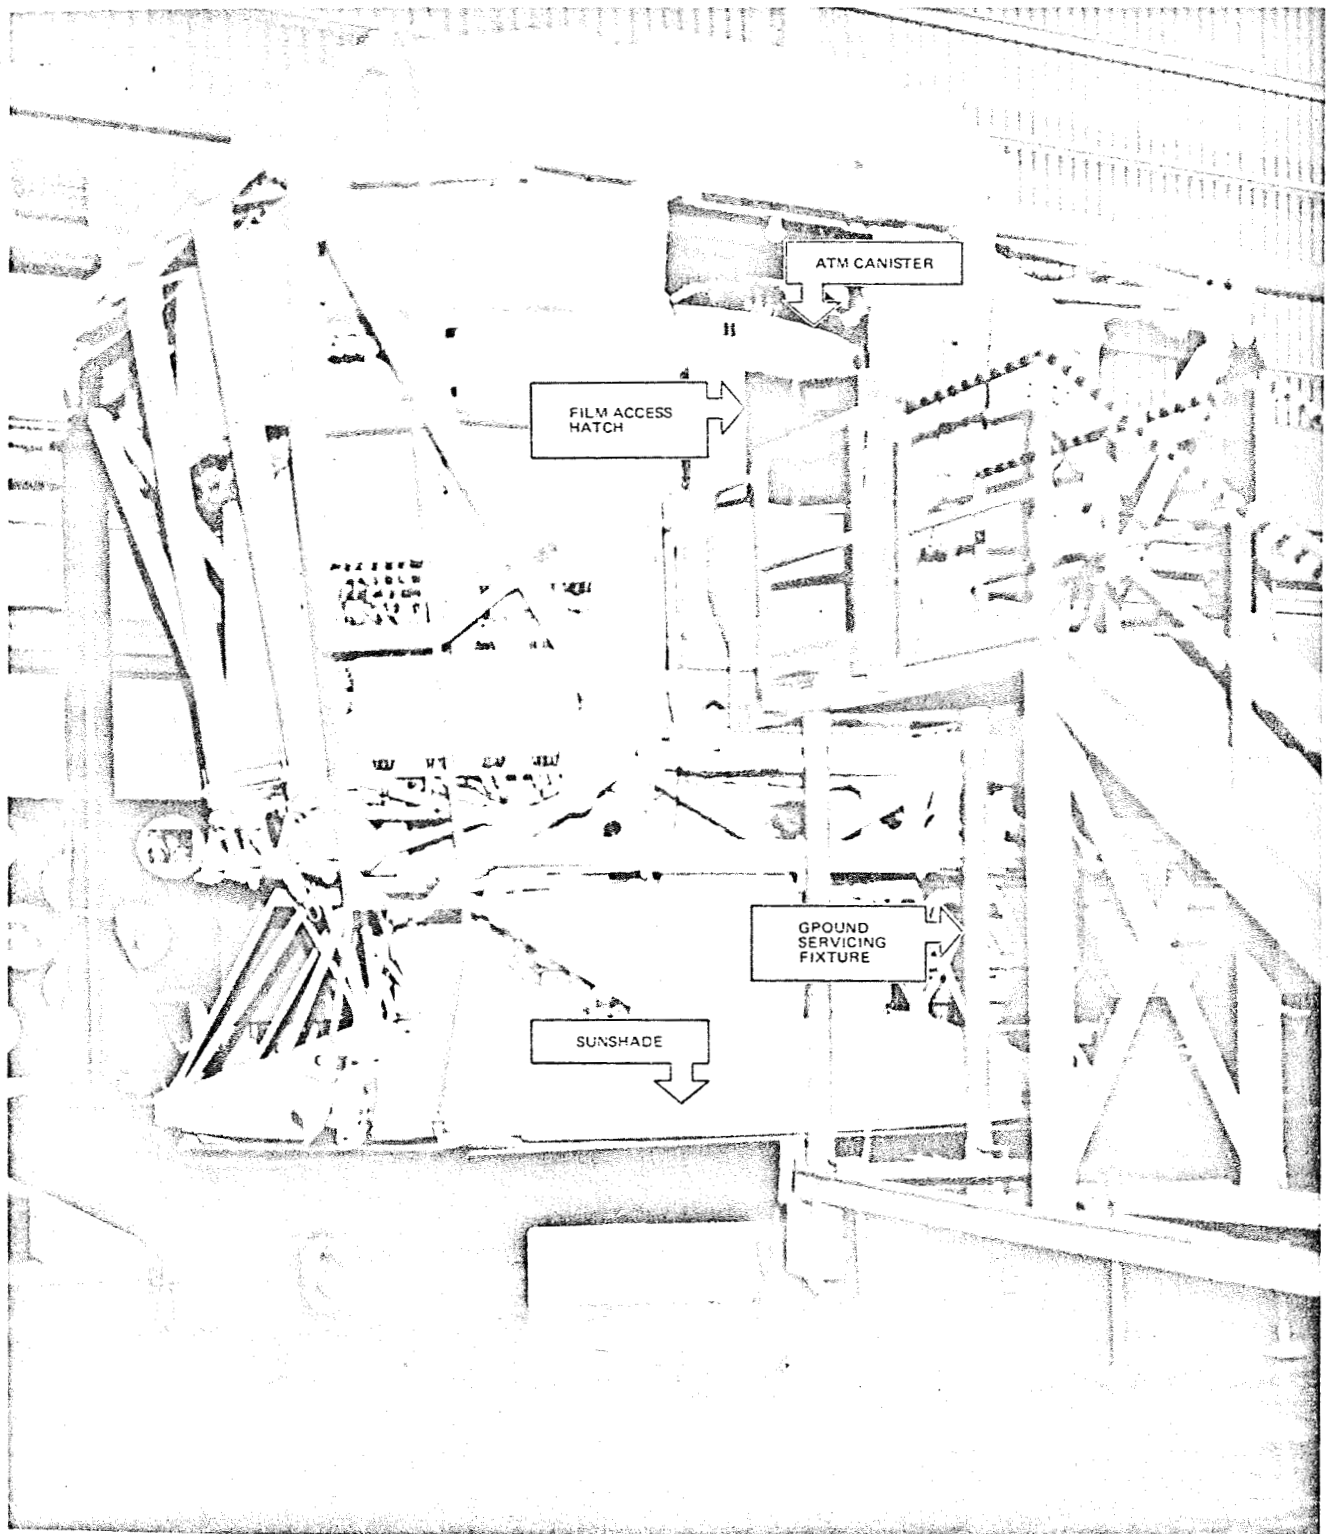 ATM CANISTER
FILM ACCESS
HATCH
GPOUND
SERVICING
FIXTURE
SUNSHADE